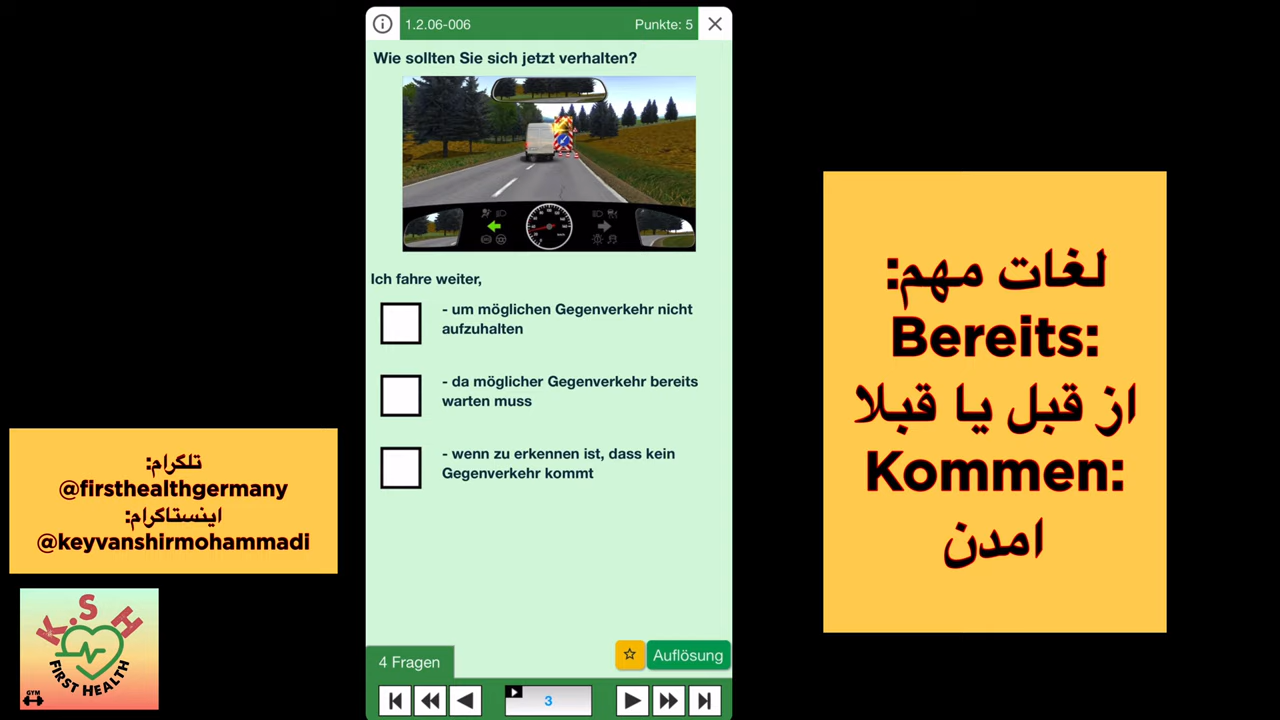 1.2.06-006
Punkte: 5
Wie sollten Sie sich jetzt verhalten?
Ich fahre weiter,
- um möglichen Gegenverkehr nicht
aufzuhalten
- da möglicher Gegenverkehr bereits
warten muss
- wenn zu erkennen ist, dass kein
Gegenverkehr kommt
4 Fragen
Auflösung
3
لغات مهم:
Bereits:
از قبل یا قبلا
Kommen:
امدن
تلگرام:
@firsthealthgermany
اینستاگرام:
@keyvanshirmohammadi
K.SH
FIRST HEALTH
GYM